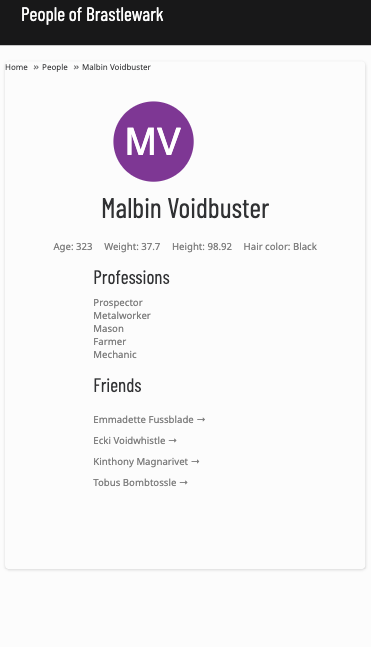 People of Brastlewark
Home » People » Malbin Voidbuster
MV
Malbin Voidbuster
Age: 323 Weight: 37.7 Height: 98.92 Hair color: Black
Professions
Prospector
Metalworker
Mason
Farmer
Mechanic
Friends
Emmadette Fussblade →
Ecki Voidwhistle →
Kinthony Magnarivet →
Tobus Bombtossle →